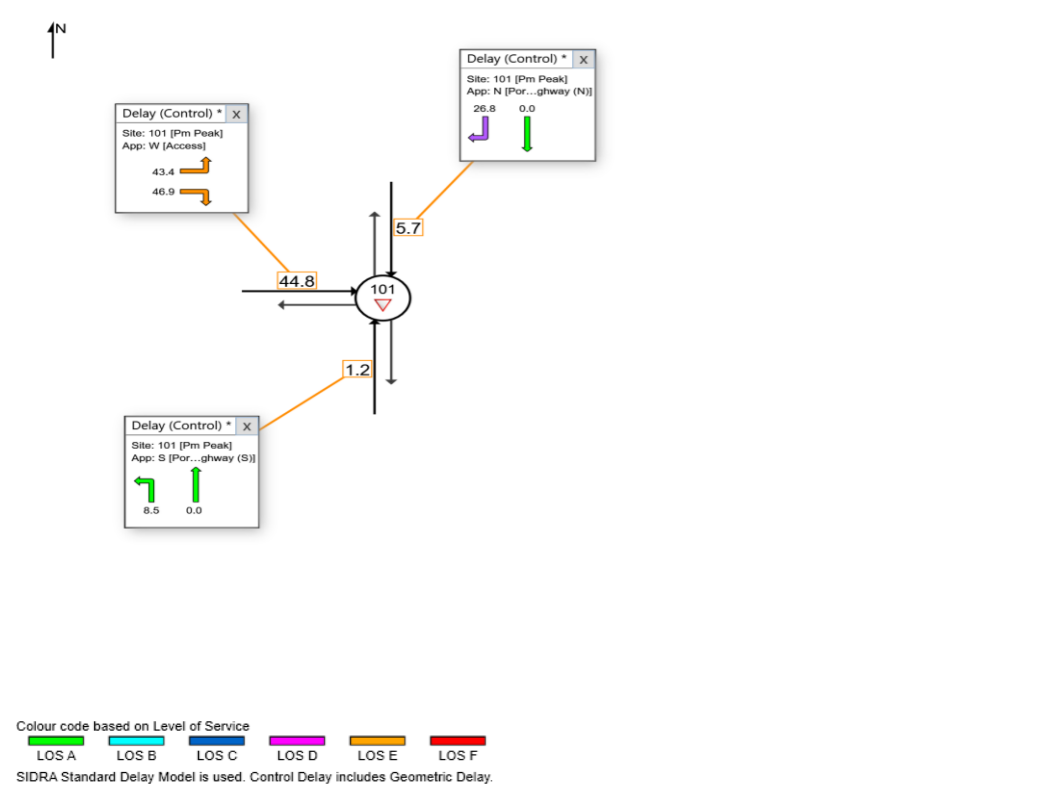 N
Delay (Control) * x
Site: 101 [Pm Peak]
App: N [Por...ghway (N)]
26.8 0.0
Delay (Control) * x
Site: 101 [Pm Peak]
App: W [Access]
43.4
46.9
5.7
44.8
101
1.2
Delay (Control) * x
Site: 101 [Pm Peak]
App: S [Por...ghway (S)]
8.5 0.0
Colour code based on Level of Service
LOS A LOS B LOS C LOS D LOS E LOS F
SIDRA Standard Delay Model is used. Control Delay includes Geometric Delay.